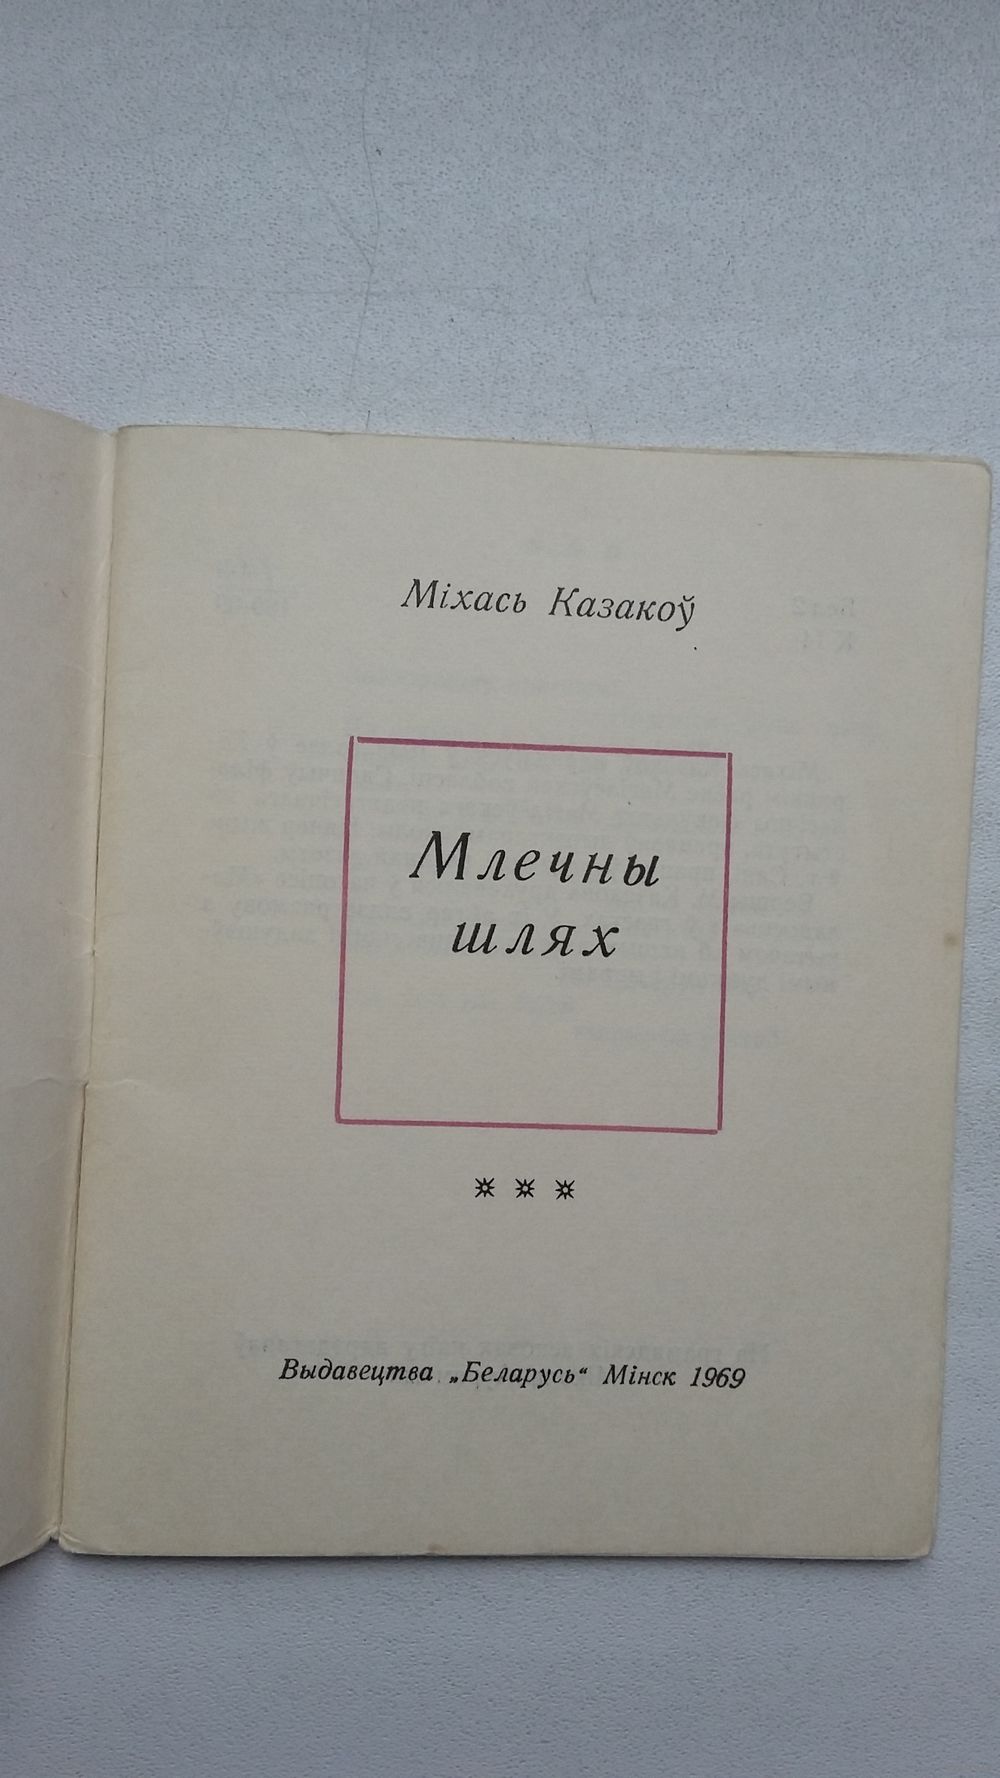 Міхась Казакоў
Млечны
шлях
Выдавецтва „Беларусь“ Мінск 1969